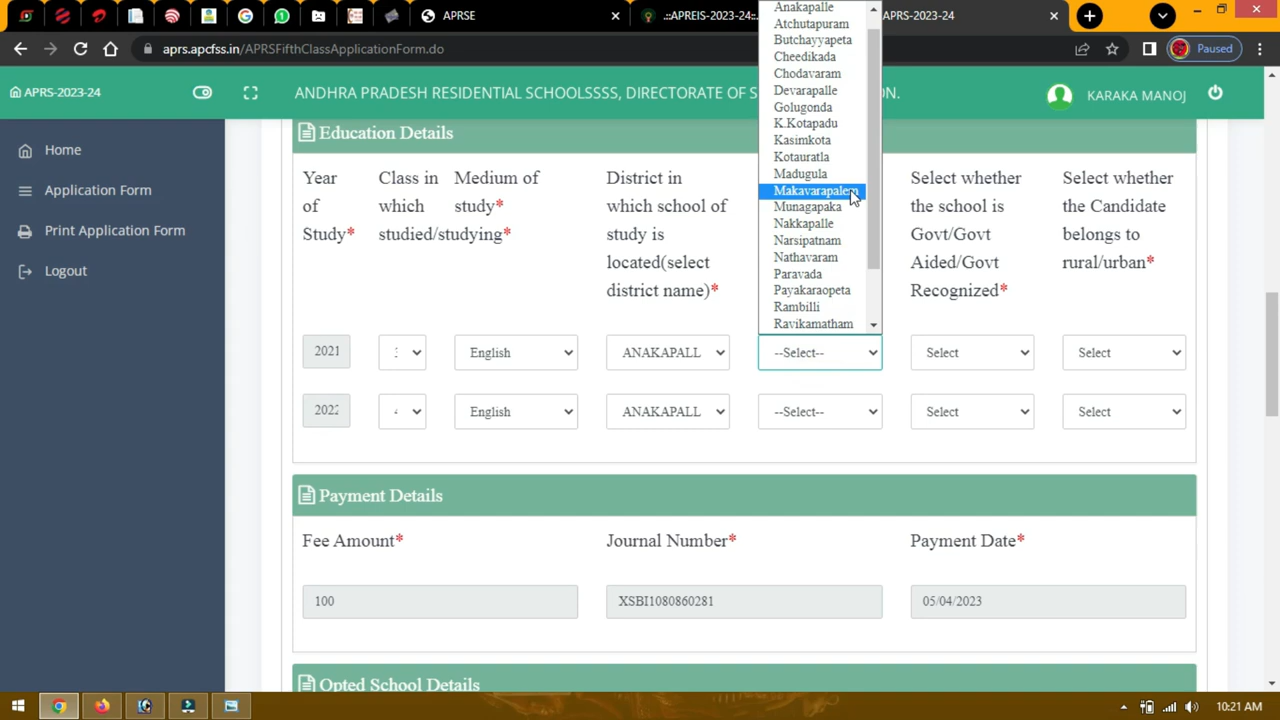 APRSE
.::APREIS-2023-24::.
APRS-2023-24
aprs.apcfss.in/APRSFifthClassApplicationForm.do
Paused
APRS-2023-24
ANDHRA PRADESH RESIDENTIAL SCHOOLSSSS, DIRECTORATE OF S
ON.
KARAKA MANOJ
Home
Application Form
Print Application Form
Logout
Education Details
Year of Study*
Class in which studied/studying*
Medium of study*
District in which school of study is located(select district name)*
Select whether the school is Govt/Govt Aided/Govt Recognized*
Select whether the Candidate belongs to rural/urban*
Anakapalle
Atchutapuram
Butchayyapeta
Cheedikada
Chodavaram
Devarapalle
Golugonda
K.Kotapadu
Kasimkota
Kotauratla
Madugula
Makavarapalem
Munagapaka
Nakkapalle
Narsipatnam
Nathavaram
Paravada
Payakaraopeta
Rambilli
Ravikamatham
2021 English ANAKAPALL --Select-- Select Select
2022 English ANAKAPALL --Select-- Select Select
Payment Details
Fee Amount* Journal Number* Payment Date*
100 XSBI1080860281 05/04/2023
Opted School Details
10:21 AM